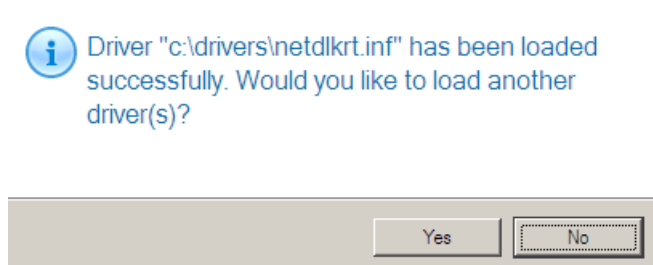 Driver "c:\drivers\netdlkrt.inf" has been loaded
successfully. Would you like to load another
driver(s)?
Yes
No